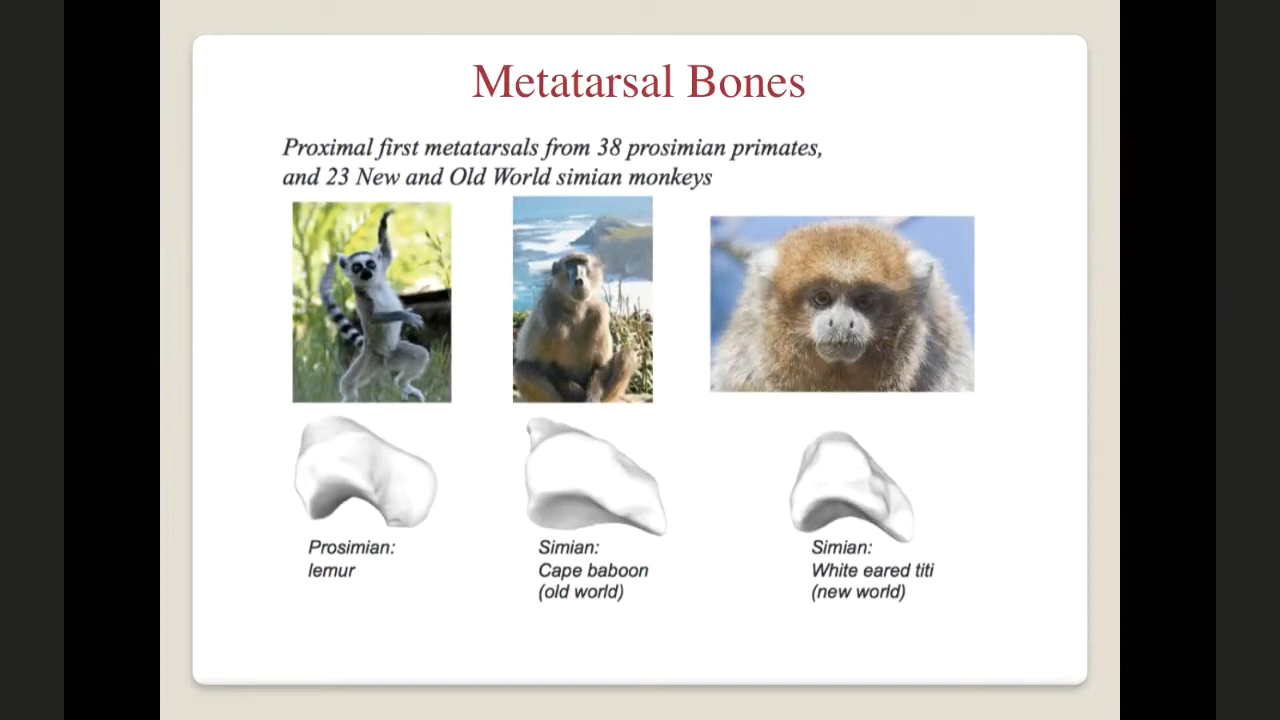 Metatarsal Bones
Proximal first metatarsals from 38 prosimian primates,
and 23 New and Old World simian monkeys
Prosimian:
lemur
Simian:
Cape baboon
(old world)
Simian:
White eared titi
(new world)